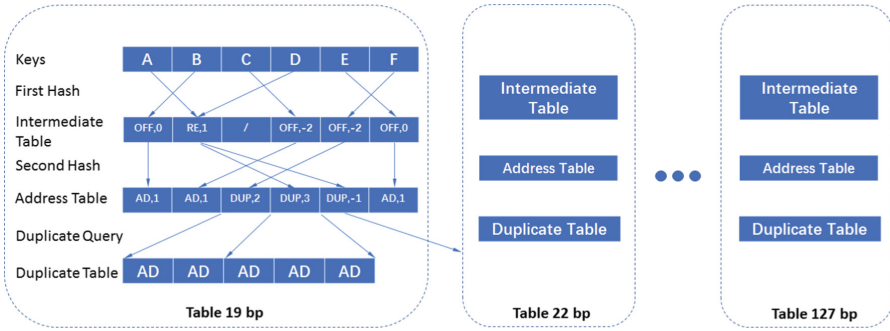 Keys A B C D E F
First Hash
Intermediate Table OFF,0 RE,1 / OFF,-2 OFF,-2 OFF,0
Second Hash
Address Table AD,1 AD,1 DUP,2 DUP,3 DUP,-1 AD,1
Duplicate Query
Duplicate Table AD AD AD AD AD
Table 19 bp
Intermediate
Table
Address Table
Duplicate Table
Table 22 bp
Intermediate
Table
Address Table
Duplicate Table
Table 127 bp